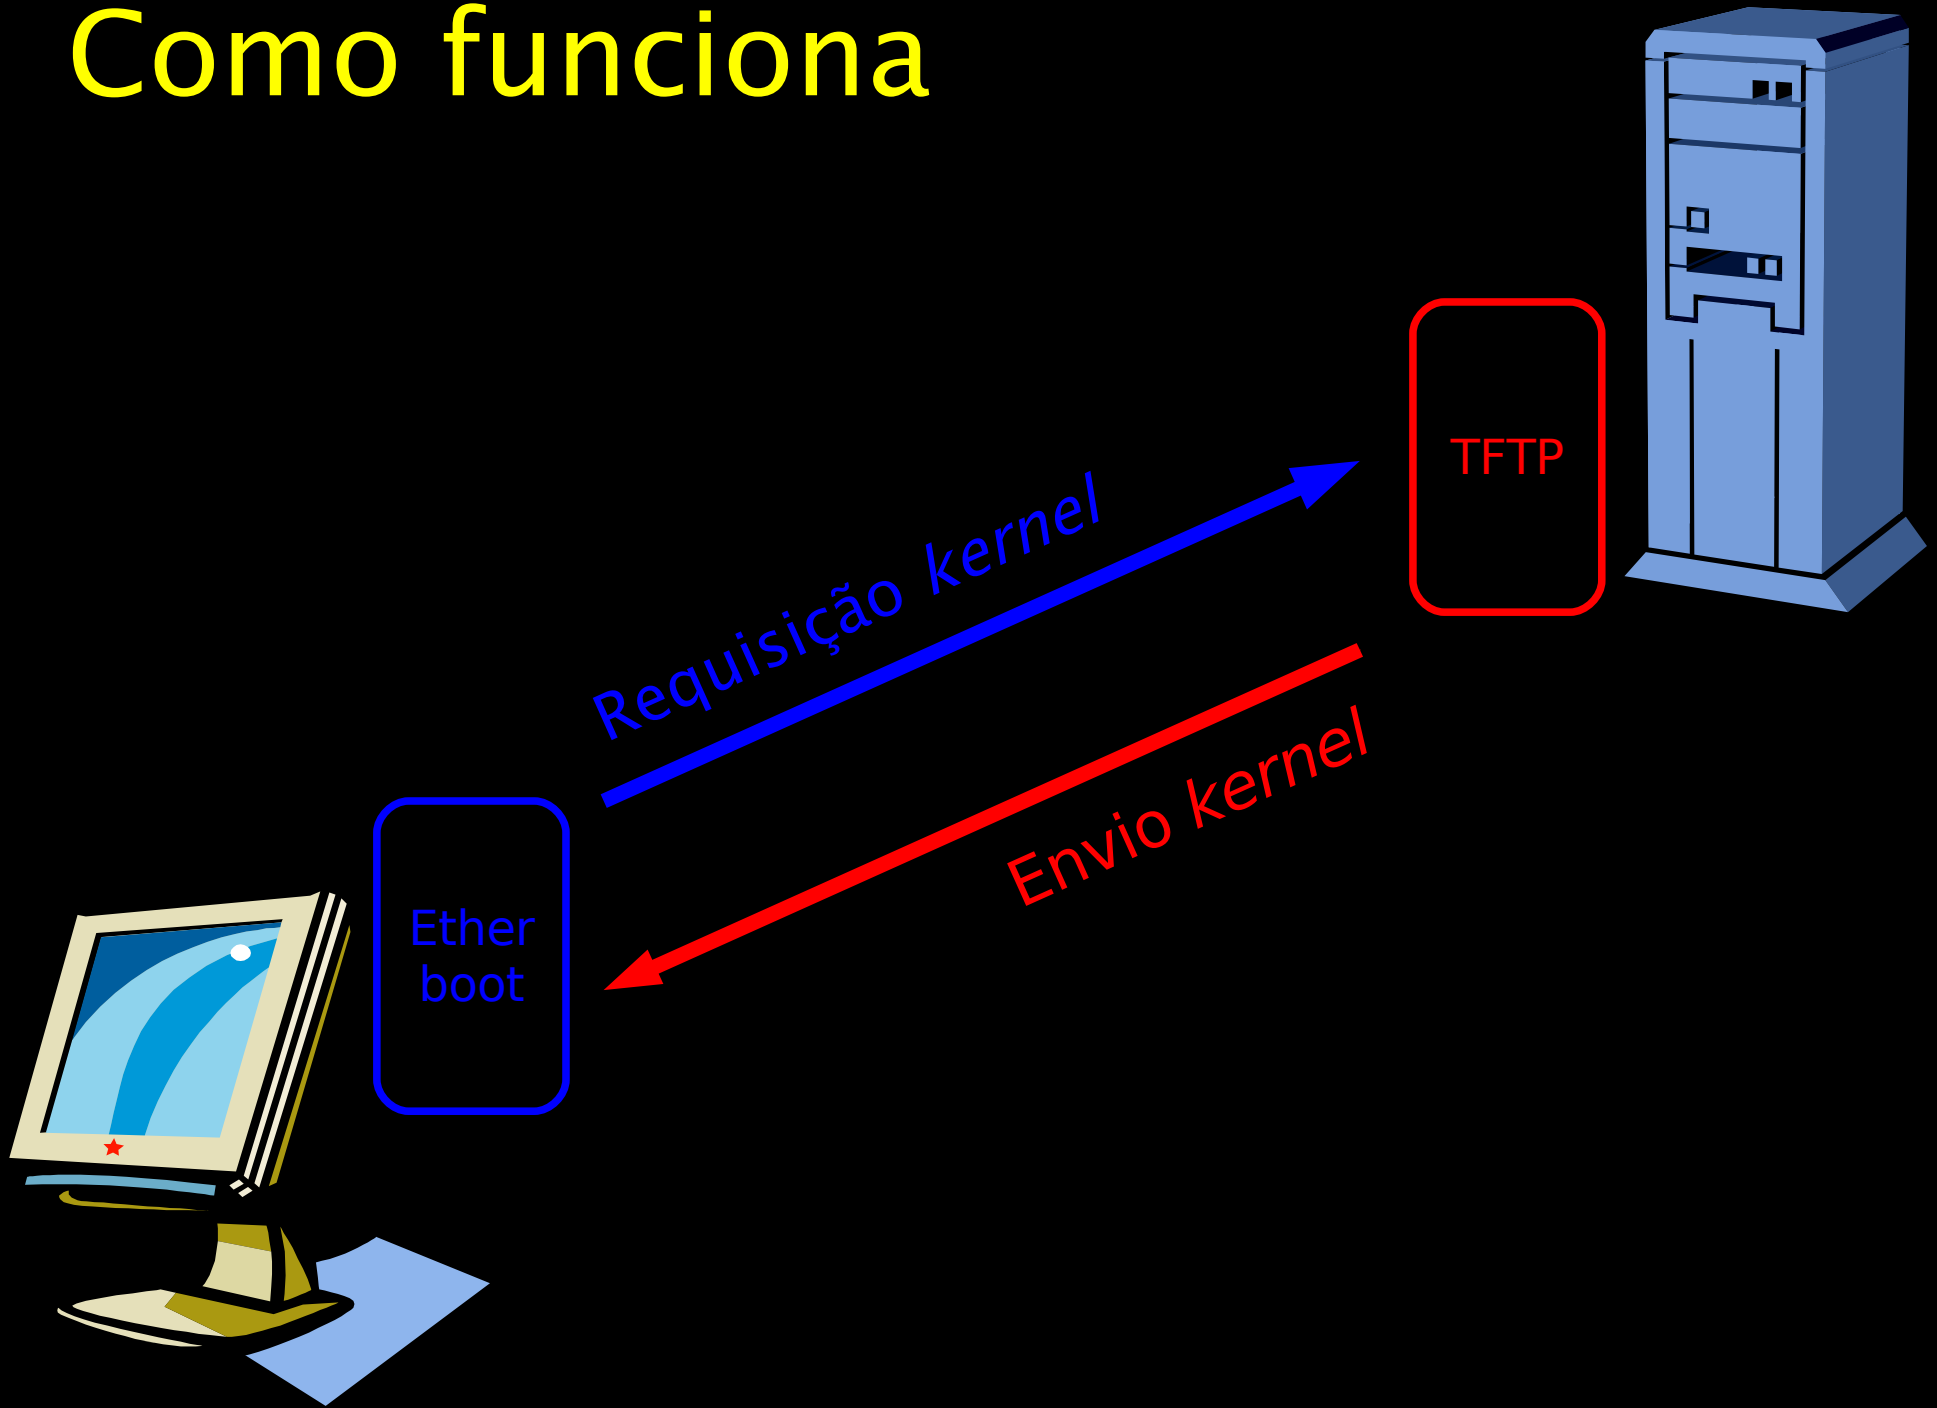 Como funciona
TFTP
Requisição kernel
Envio kernel
Ether
boot